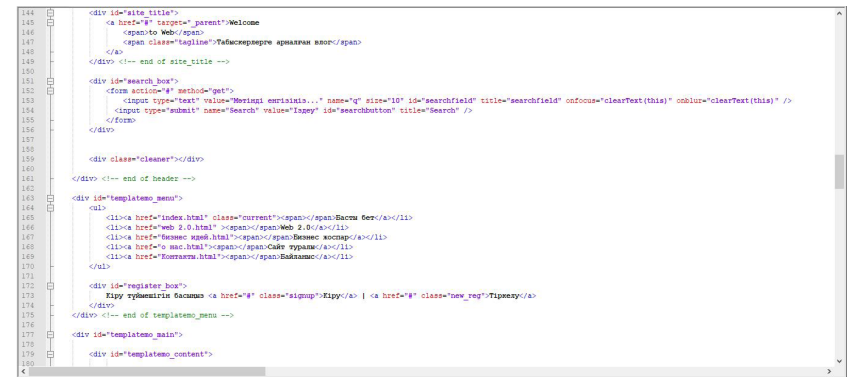 144 <div id="site_title">
145 <a href="#" target="_parent">Welcome
146 <span>to Web</span>
147 <span class="tagline">Табыскерлерге арналған влог</span>
148 </a>
149 </div> <!-- end of site_title -->
150
151 <div id="search_box">
152 <form action="#" method="get">
153 <input type="text" value="Мәтінді енгізіңіз..." name="q" size="10" id="searchfield" title="searchfield" onfocus="clearText(this)" onblur="clearText(this)" />
154 <input type="submit" name="Search" value="Іздеу" id="searchbutton" title="Search" />
155 </form>
156 </div>
157
158
159 <div class="cleaner"></div>
160
161 </div> <!-- end of header -->
162
163 <div id="templatemo_menu">
164 <ul>
165 <li><a href="index.html" class="current"><span></span>Басты бет</a></li>
166 <li><a href="web 2.0.html" ><span></span>Web 2.0</a></li>
167 <li><a href="бизнес идей.html"><span></span>Бизнес жоспар</a></li>
168 <li><a href="о нас.html"><span></span>Сайт туралы</a></li>
169 <li><a href="Контакты.html"><span></span>Байланыс</a></li>
170 </ul>
171
172 <div id="register_box">
173 Кіру түймешігін басыңыз <a href="#" class="signup">Кіру</a> | <a href="#" class="new_reg">Тіркелу</a>
174 </div>
175 </div> <!-- end of templatemo_menu -->
176
177 <div id="templatemo_main">
178
179 <div id="templatemo_content">
180